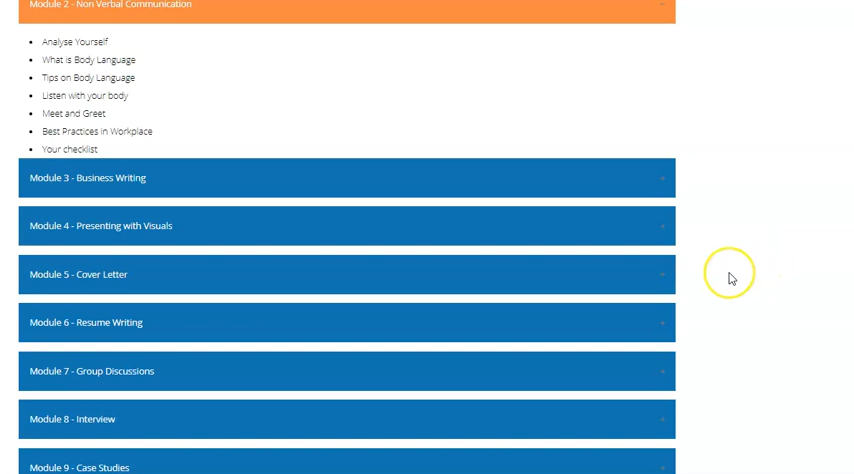 Module 2 - Non Verbal Communication
Analyse Yourself
What is Body Language
Tips on Body Language
Listen with your body
Meet and Greet
Best Practices in Workplace
Your checklist
Module 3 - Business Writing
Module 4 - Presenting with Visuals
Module 5 - Cover Letter
Module 6 - Resume Writing
Module 7 - Group Discussions
Module 8 - Interview
Module 9 - Case Studies